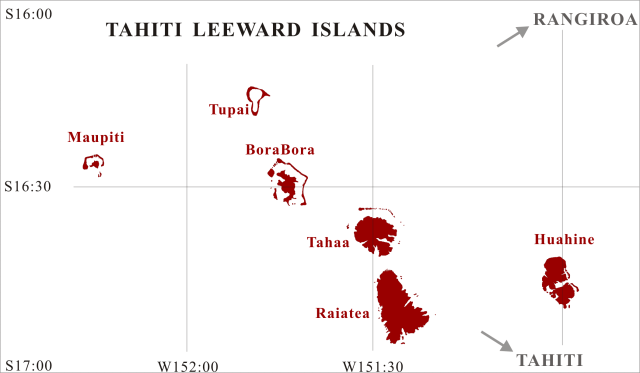 S16:00
RANGIROA
TAHITI LEEWARD ISLANDS
Tupai
Maupiti
BoraBora
S16:30
Tahaa
Huahine
Raiatea
TAHITI
S17:00
W152:00
W151:30